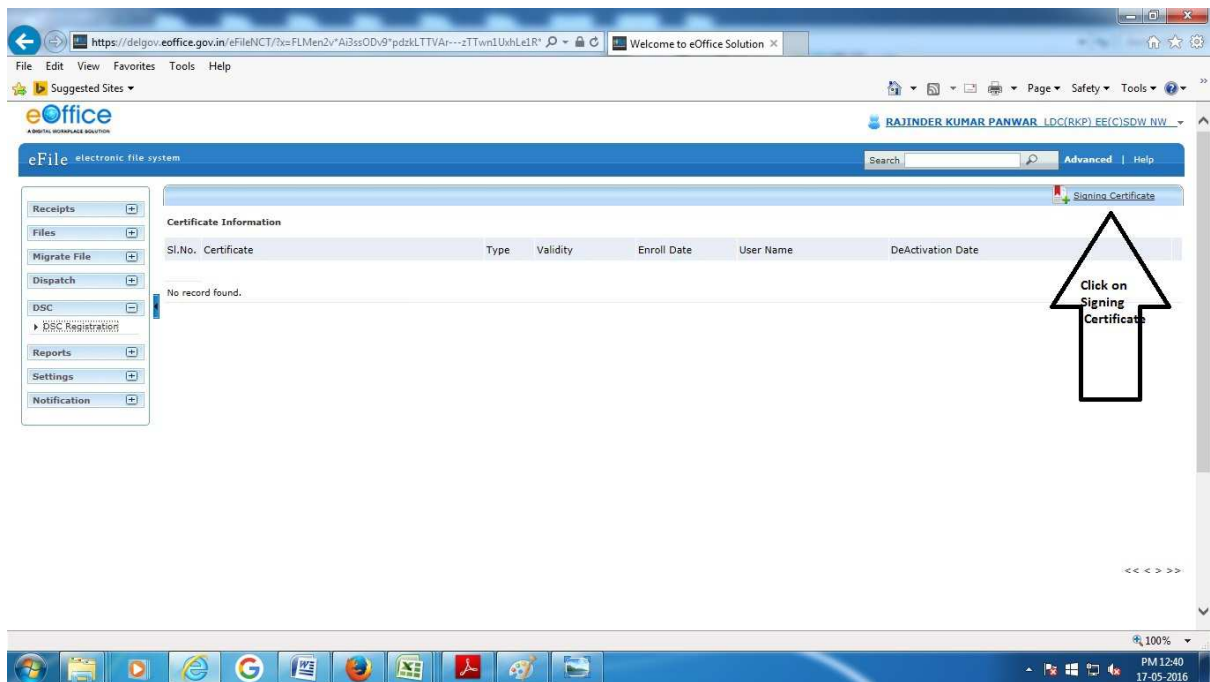 https://delgov.eoffice.gov.in/eFileNCT/?x=FLMen2v*Ai3ssODv9*pdzkLTTVAr---zTTwn1UxhLe1R*
Welcome to eOffice Solution
File Edit View Favorites Tools Help
Suggested Sites
Page Safety Tools
eOffice
A DIGITAL WORKPLACE SOLUTION
RAJINDER KUMAR PANWAR LDC(RKP) EE(C)SDW NW
eFile electronic file system
Search
Advanced | Help
Signing Certificate
Receipts
Files
Migrate File
Dispatch
DSC
DSC Registration
Reports
Settings
Notification
Certificate Information
Sl.No. Certificate Type Validity Enroll Date User Name DeActivation Date
No record found.
Click on
Signing
Certificate
<< < > >>
100%
PM 12:40
17-05-2016